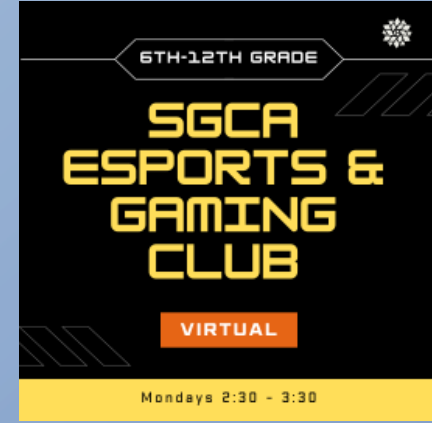 6TH-12TH GRADE
SGCA
ESPORTS &
GAMING
CLUB
VIRTUAL
Mondays 2:30 - 3:30